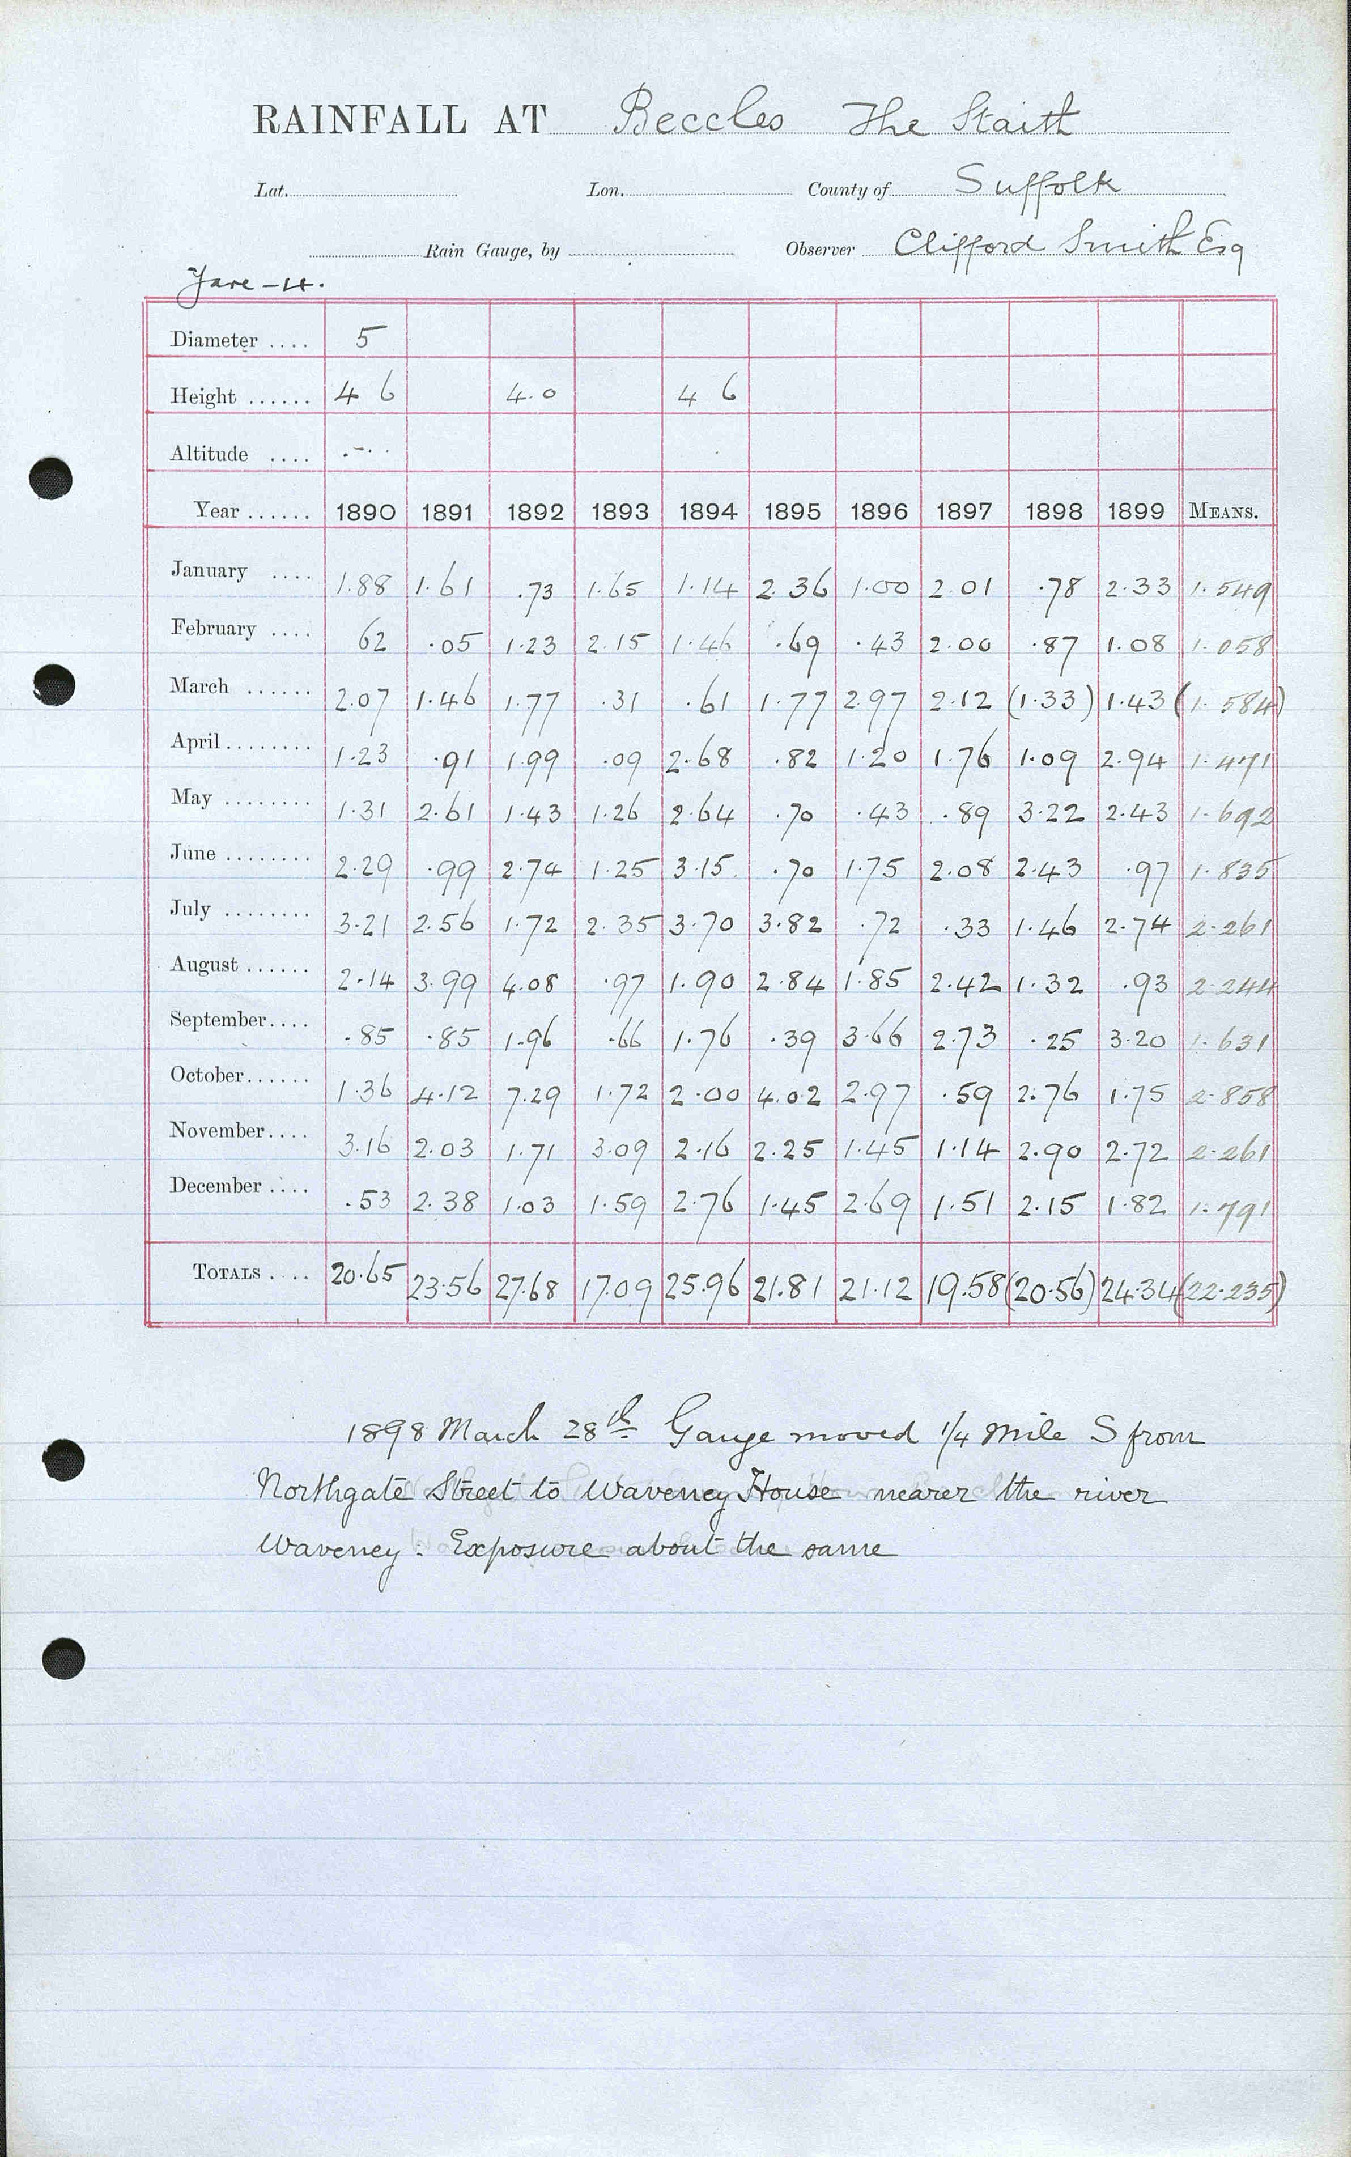 RAINFALL AT Beccles The Staith
Lat. Lon. County of Suffolk
Rain Gauge, by Observer Clifford Smith Esq
Yare - 4.
Diameter .... 5
Height ...... 4 6 4.0 4 6
Altitude .... ----
Year ...... 1890 1891 1892 1893 1894 1895 1896 1897 1898 1899 MEANS.
January .... 1.88 1.61 .73 1.65 1.14 2.36 1.00 2.01 .78 2.33 1.549
February .... 62 .05 1.23 2.15 1.46 .69 .43 2.00 .87 1.08 1.058
March ...... 2.07 1.46 1.77 .31 .61 1.77 2.97 2.12 (1.33) 1.43 (1.584)
April ........ 1.23 .91 1.99 .09 2.68 .82 1.20 1.76 1.09 2.94 1.471
May ........ 1.31 2.61 1.43 1.26 2.64 .70 .43 .89 3.22 2.43 1.692
June ........ 2.29 .99 2.74 1.25 3.15 .70 1.75 2.08 2.43 .97 1.835
July ........ 3.21 2.56 1.72 2.35 3.70 3.82 .72 .33 1.46 2.74 2.261
August ...... 2.14 3.99 4.08 .97 1.90 2.84 1.85 2.42 1.32 .93 2.244
September .... .85 .85 1.96 .66 1.76 .39 3.66 2.73 .25 3.20 1.631
October ...... 1.36 4.12 7.29 1.72 2.00 4.02 2.97 .59 2.76 1.75 2.858
November .... 3.16 2.03 1.71 3.09 2.16 2.25 1.45 1.14 2.90 2.72 2.261
December .... .53 2.38 1.03 1.59 2.76 1.45 2.69 1.51 2.15 1.82 1.791
TOTALS .... 20.65 23.56 27.68 17.09 25.96 21.81 21.12 19.58 (20.56) 24.34 (22.235)
1898 March 28th Gauge moved 1/4 mile S from
Northgate Street to Waveney House nearer the river
Waveney. Exposure about the same